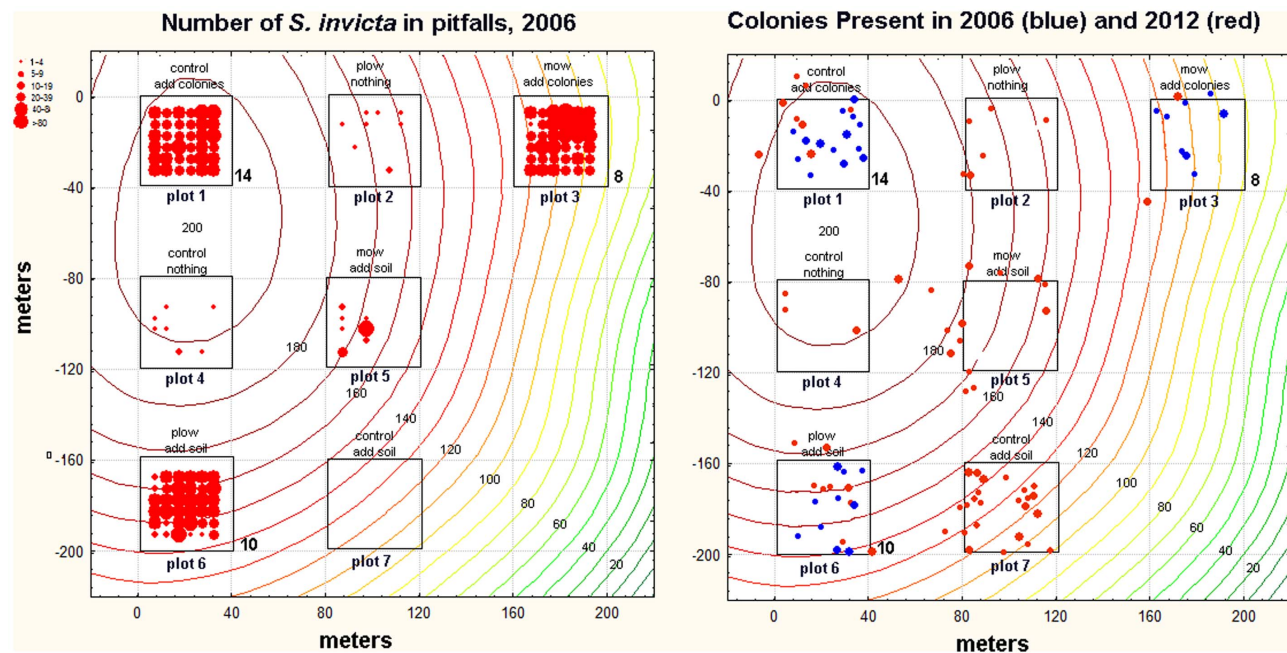 Number of S. invicta in pitfalls, 2006
1-4
5-9
10-19
20-39
>80
meters
0
-40
-80
-120
-160
-200
control
add colonies
plot 1
14
plow
nothing
plot 2
mow
add colonies
plot 3
8
200
control
nothing
plot 4
mow
add soil
plot 5
180
160
140
120
100
80
60
40
20
plow
add soil
plot 6
10
control
add soil
plot 7
0
40
80
120
160
200
meters
Colonies Present in 2006 (blue) and 2012 (red)
0
-40
-80
-120
-160
-200
control
add colonies
plot 1
14
plow
nothing
plot 2
mow
add colonies
plot 3
8
200
control
nothing
plot 4
mow
add soil
plot 5
180
160
140
120
100
80
60
40
20
plow
add soil
plot 6
10
control
add soil
plot 7
0
40
80
120
160
200
meters